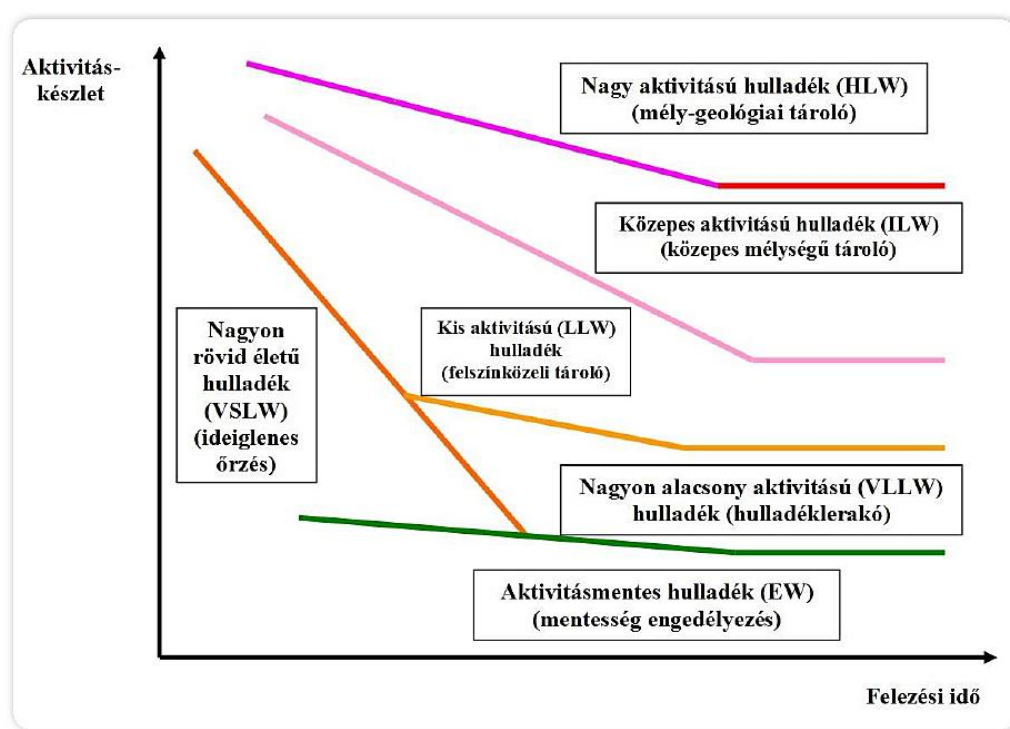 Aktivitás-
készlet
Nagy aktivitású hulladék (HLW)
(mély-geológiai tároló)
Közepes aktivitású hulladék (ILW)
(közepes mélységű tároló)
Nagyon
rövid életű
hulladék
(VSLW)
(ideiglenes
őrzés)
Kis aktivitású (LLW)
hulladék
(felszínközeli tároló)
Nagyon alacsony aktivitású (VLLW)
hulladék (hulladéklerakó)
Aktivitásmentes hulladék (EW)
(mentesség engedélyezés)
Felezési idő